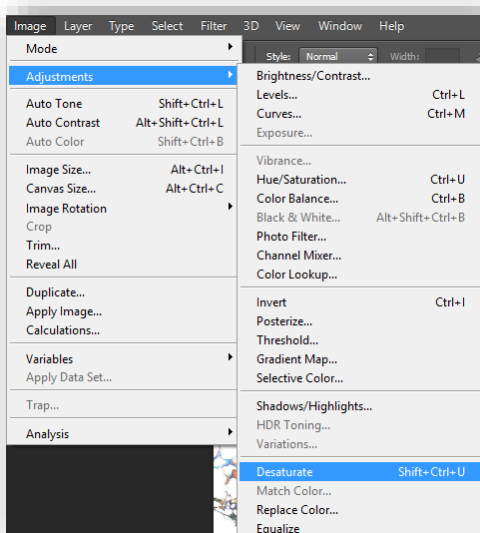 Image Layer Type Select Filter 3D View Window Help
Style: Normal Width:
Mode
Adjustments
Auto Tone Shift+Ctrl+L
Auto Contrast Alt+Shift+Ctrl+L
Auto Color Shift+Ctrl+B
Image Size... Alt+Ctrl+I
Canvas Size... Alt+Ctrl+C
Image Rotation
Crop
Trim...
Reveal All
Duplicate...
Apply Image...
Calculations...
Variables
Apply Data Set...
Trap...
Analysis
Brightness/Contrast...
Levels... Ctrl+L
Curves... Ctrl+M
Exposure...
Vibrance...
Hue/Saturation... Ctrl+U
Color Balance... Ctrl+B
Black & White... Alt+Shift+Ctrl+B
Photo Filter...
Channel Mixer...
Color Lookup...
Invert Ctrl+I
Posterize...
Threshold...
Gradient Map...
Selective Color...
Shadows/Highlights...
HDR Toning...
Variations...
Desaturate Shift+Ctrl+U
Match Color...
Replace Color...
Equalize